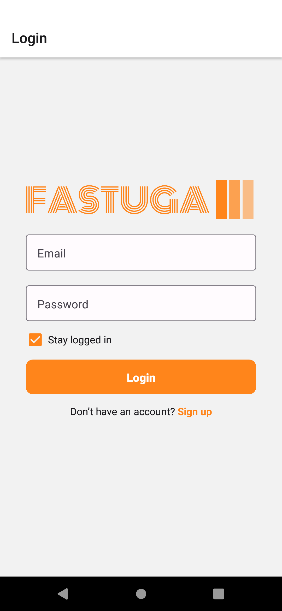 Login
FASTUGA
Email
Password
Stay logged in
Login
Don't have an account? Sign up